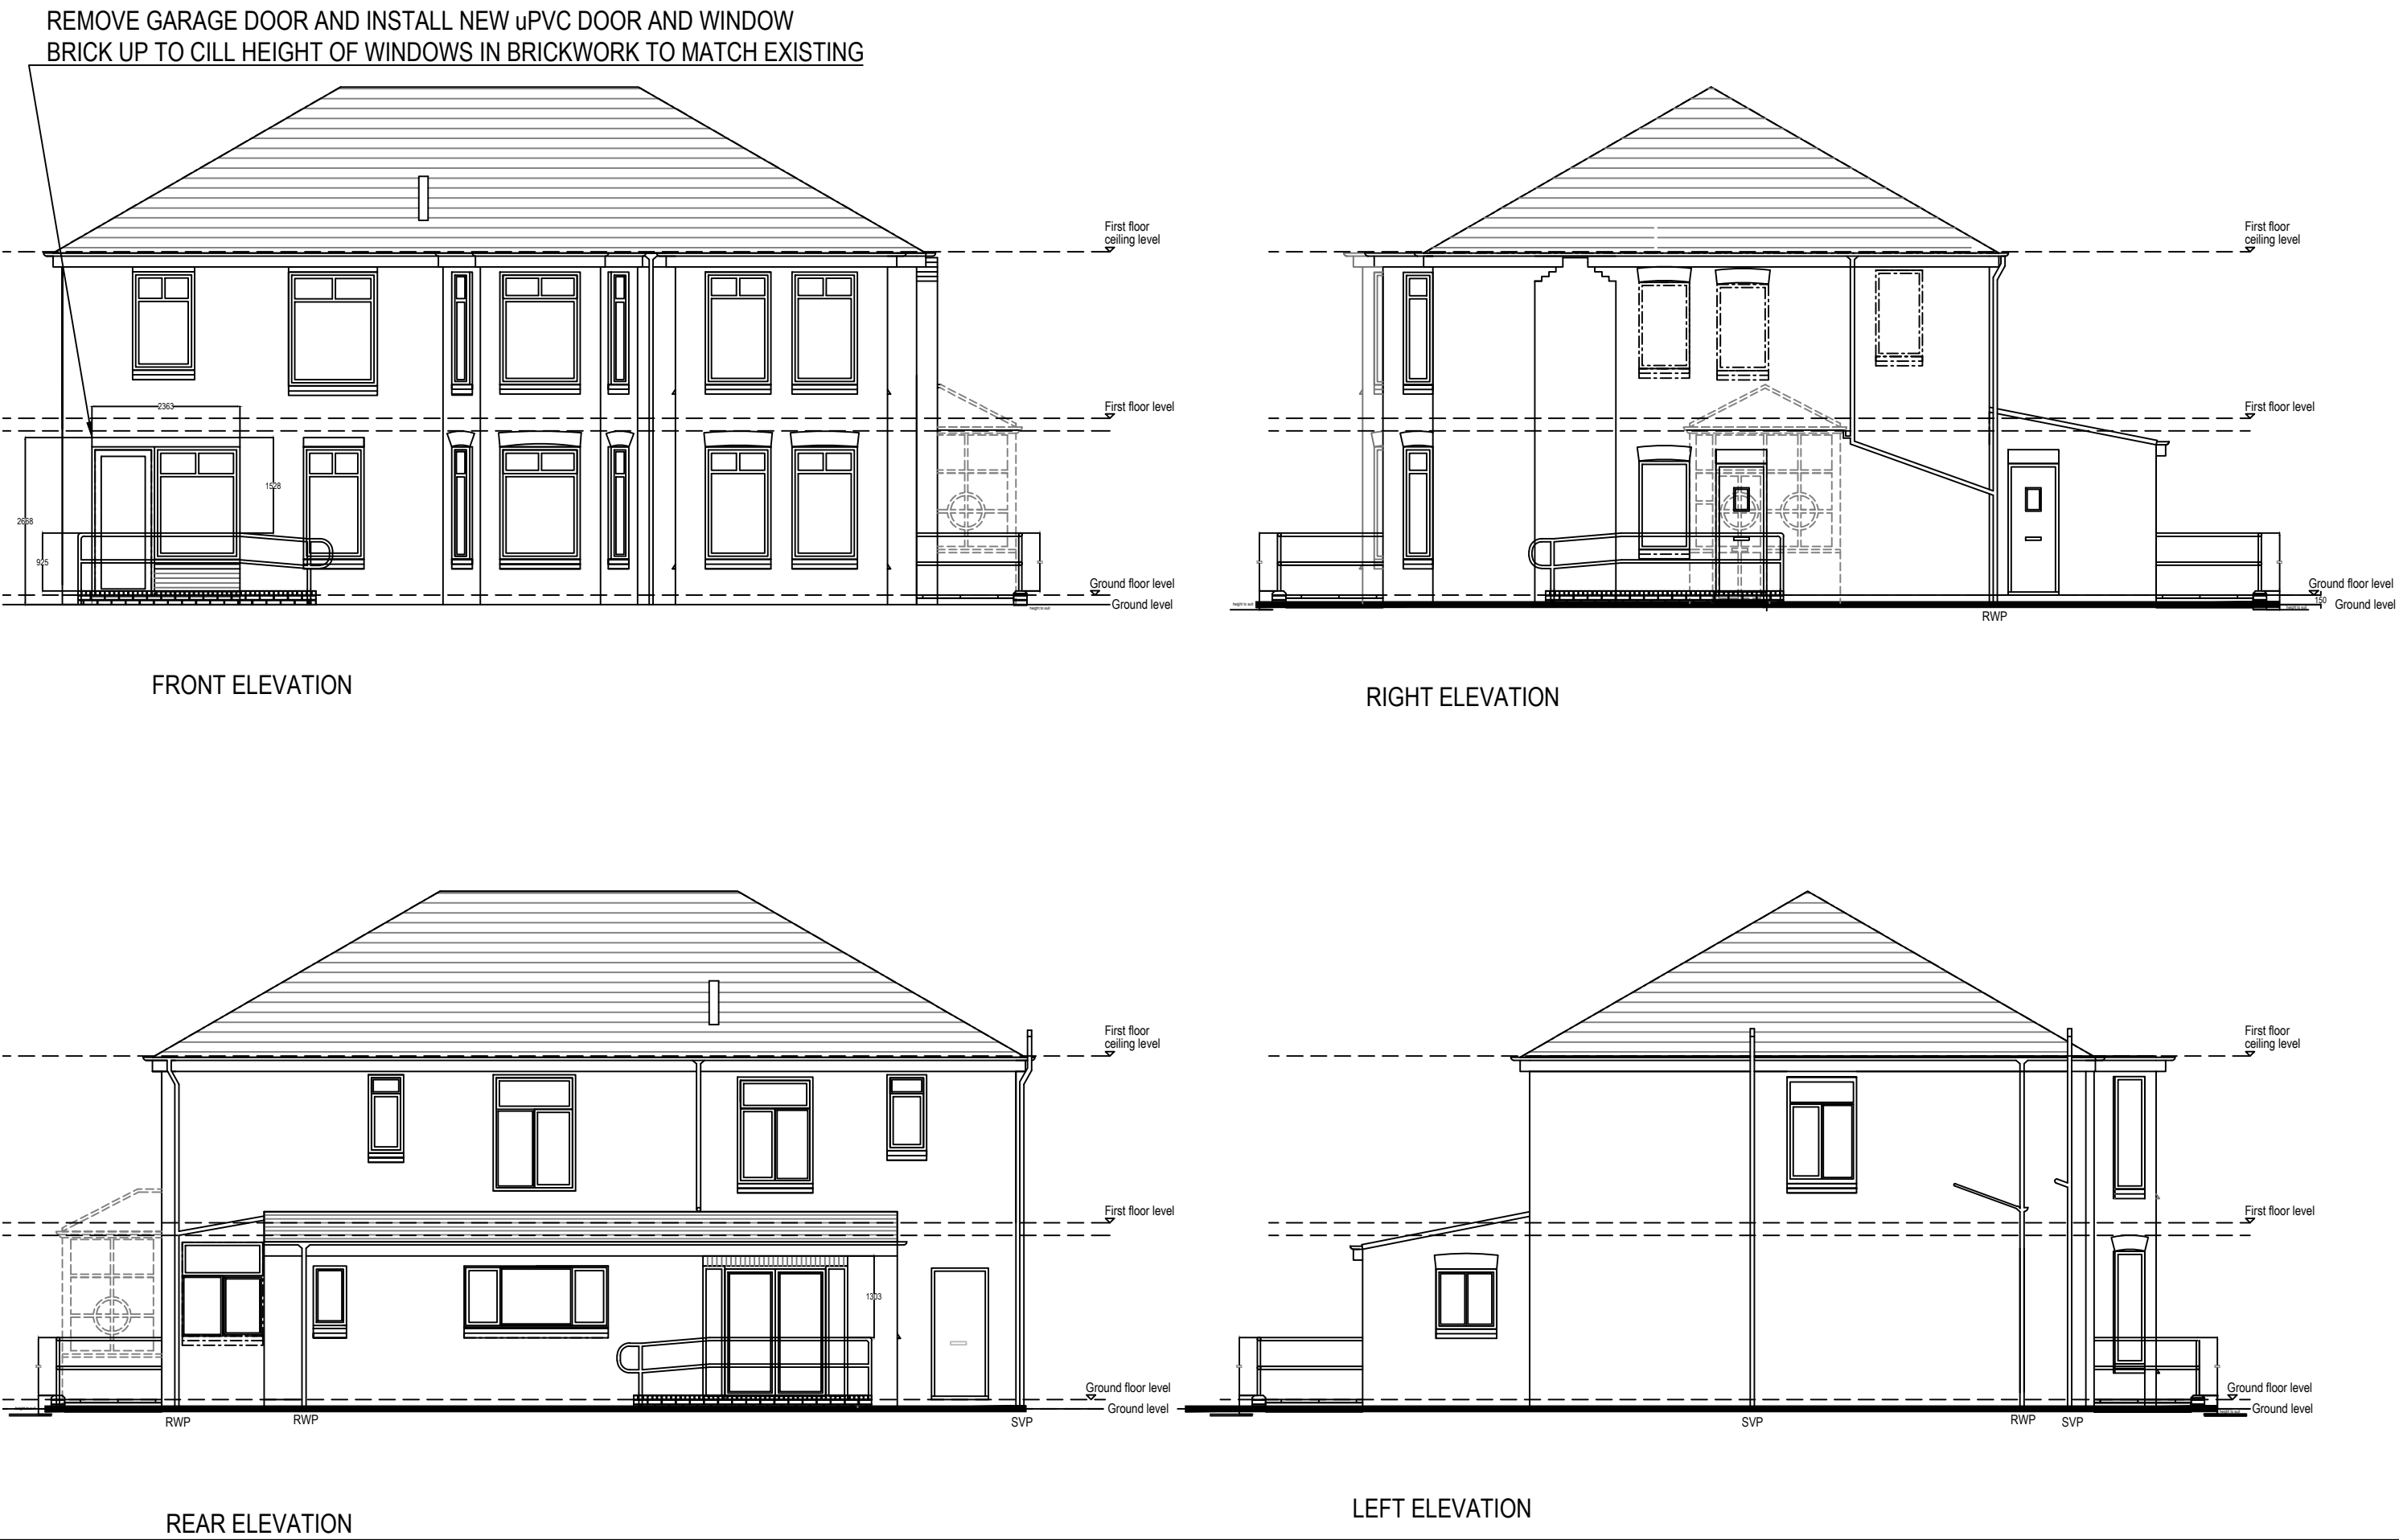 REMOVE GARAGE DOOR AND INSTALL NEW uPVC DOOR AND WINDOW
BRICK UP TO CILL HEIGHT OF WINDOWS IN BRICKWORK TO MATCH EXISTING
First floor
ceiling level
First floor
ceiling level
2363
First floor level
First floor level
1528
2668
925
Ground floor level
Ground level
Ground floor level
150
Ground level
RWP
FRONT ELEVATION
RIGHT ELEVATION
First floor
ceiling level
First floor
ceiling level
First floor level
First floor level
1303
Ground floor level
Ground level
Ground floor level
Ground level
RWP
RWP
SVP
SVP
RWP
SVP
REAR ELEVATION
LEFT ELEVATION